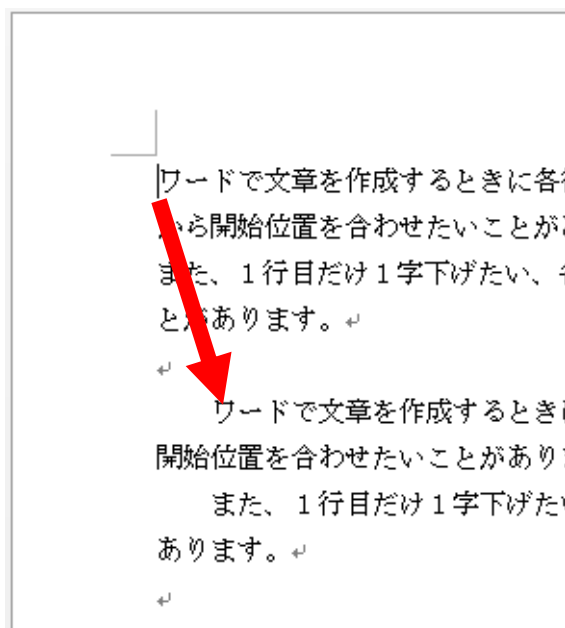 ワードで文章を作成するときに各
から開始位置を合わせたいことが
また、１行目だけ１字下げたい、
とがあります。↵
↵
ワードで文章を作成するとき
開始位置を合わせたいことがあり
また、１行目だけ１字下げた
あります。↵
↵